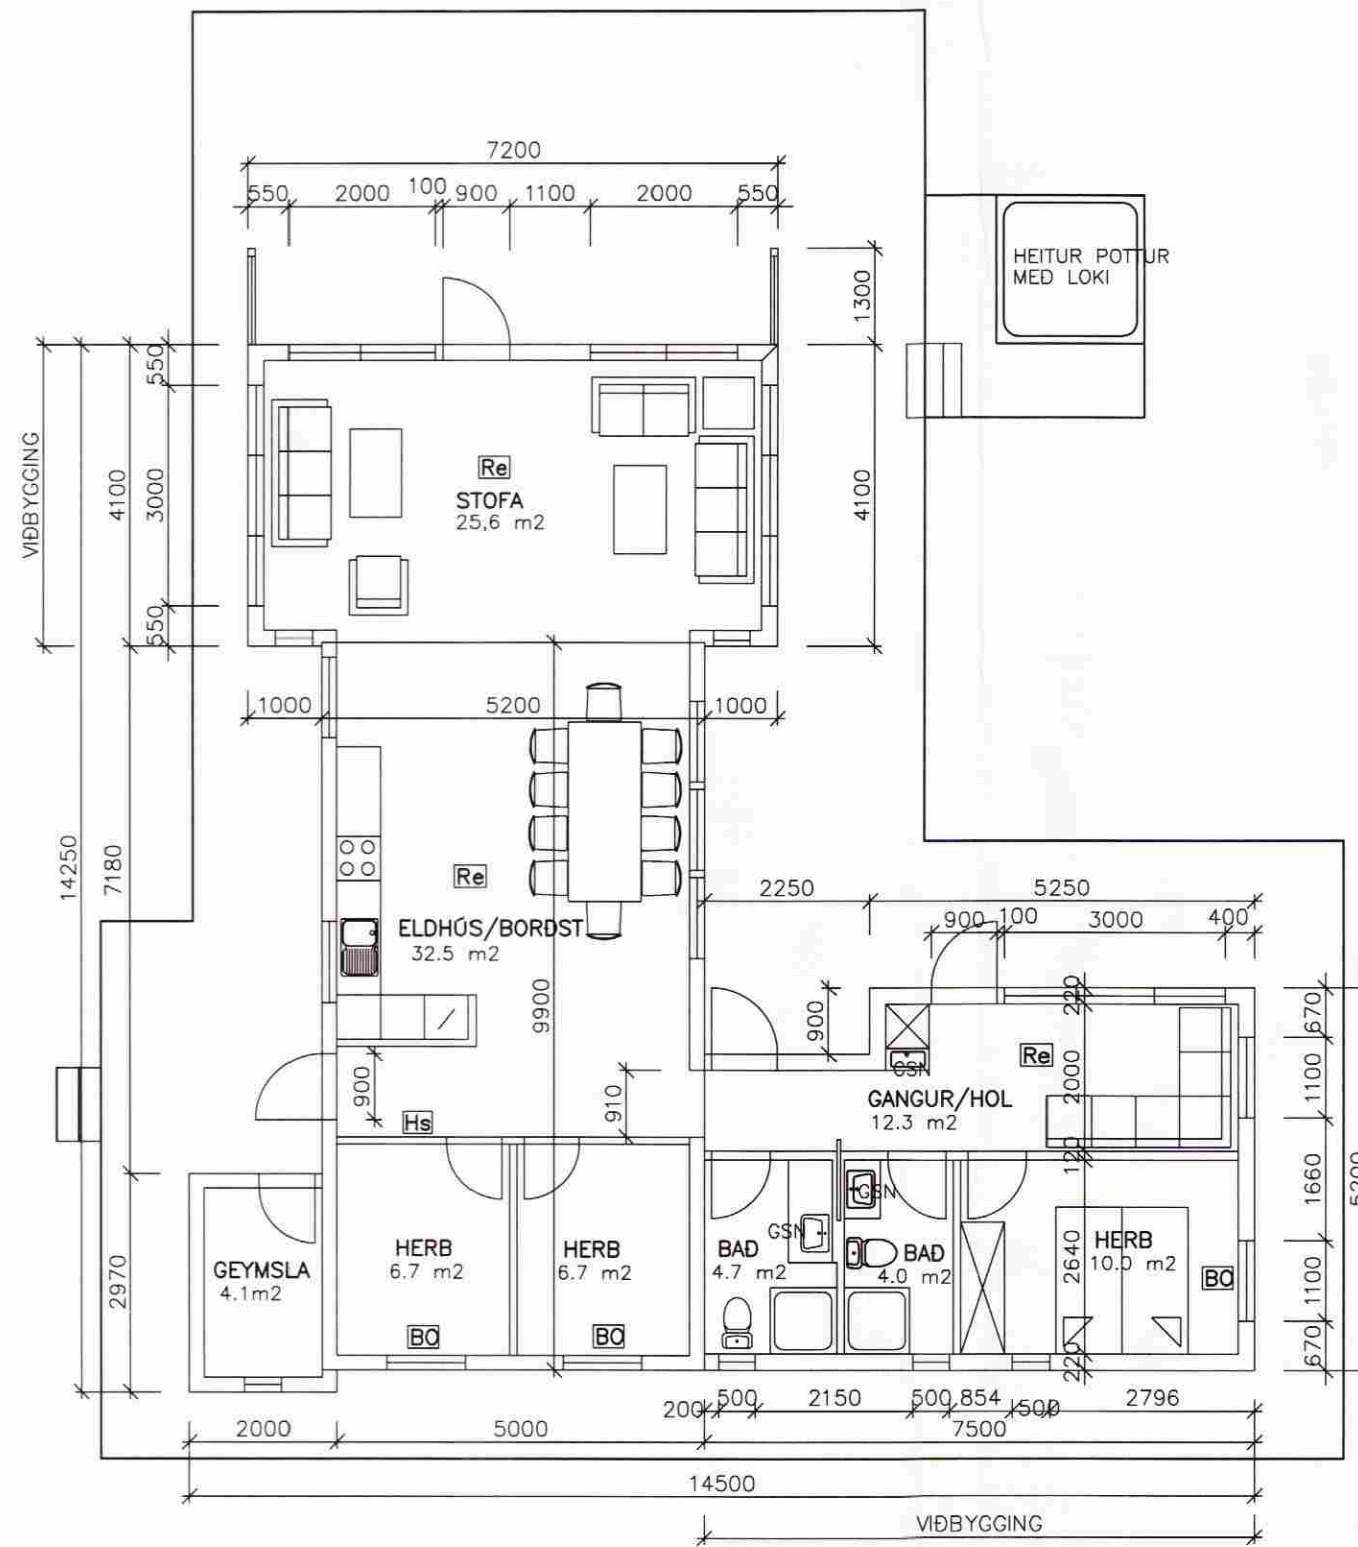 7200
550 2000 100 900 1100 2000 550
HEITUR POTTUR
MEÐ LOKI
1300
VIÐBYGGING
14250
4100
7180
2970
550
3000
550
4100
Re
STOFA
25,6 m2
1000 5200 1000
9900
Re
ELDHÚS/BORÐST
32.5 m2
2250 5250
900 100 3000 400
900
910
900
Hs
GSN
Re
GANGUR/HOL
12.3 m2
220
2000
120
2640
220
670
1100
1660
1100
670
5200
GEYMSLA
4.1m2
HERB
6.7 m2
BO
HERB
6.7 m2
BO
GSN
BAÐ
4.7 m2
GSN
BAÐ
4.0 m2
HERB
10.0 m2
BO
200 500 2150 500 854 500 2796
2000 5000 7500
14500
VIÐBYGGING